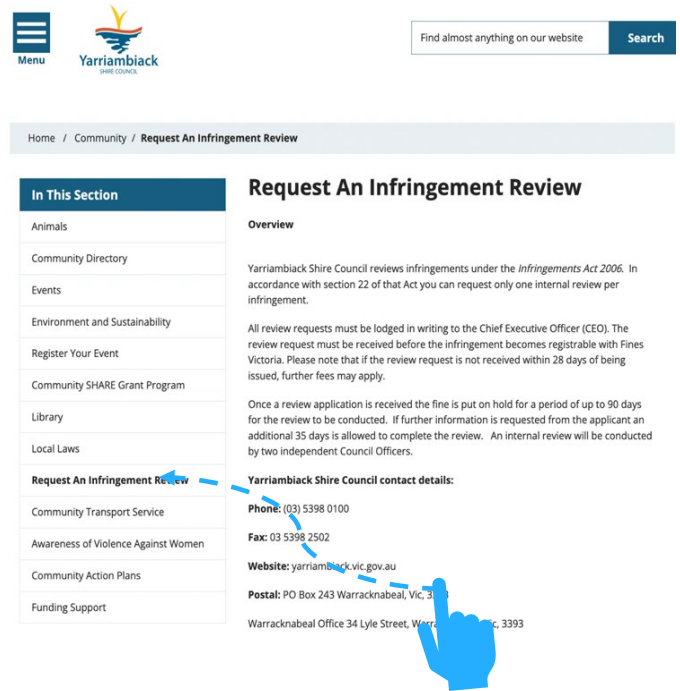 Menu
Yarriambiack
SHIRE COUNCIL
Find almost anything on our website
Search
Home / Community / Request An Infringement Review
In This Section
Animals
Community Directory
Events
Environment and Sustainability
Register Your Event
Community SHARE Grant Program
Library
Local Laws
Request An Infringement Review
Community Transport Service
Awareness of Violence Against Women
Community Action Plans
Funding Support
Request An Infringement Review
Overview
Yarriambiack Shire Council reviews infringements under the Infringements Act 2006. In
accordance with section 22 of that Act you can request only one internal review per
infringement.
All review requests must be lodged in writing to the Chief Executive Officer (CEO). The
review request must be received before the infringement becomes registrable with Fines
Victoria. Please note that if the review request is not received within 28 days of being
issued, further fees may apply.
Once a review application is received the fine is put on hold for a period of up to 90 days
for the review to be conducted. If further information is requested from the applicant an
additional 35 days is allowed to complete the review. An internal review will be conducted
by two independent Council Officers.
Yarriambiack Shire Council contact details:
Phone: (03) 5398 0100
Fax: 03 5398 2502
Website: yarriambiack.vic.gov.au
Postal: PO Box 243 Warracknabeal, Vic,
Warracknabeal Office 34 Lyle Street, 3393